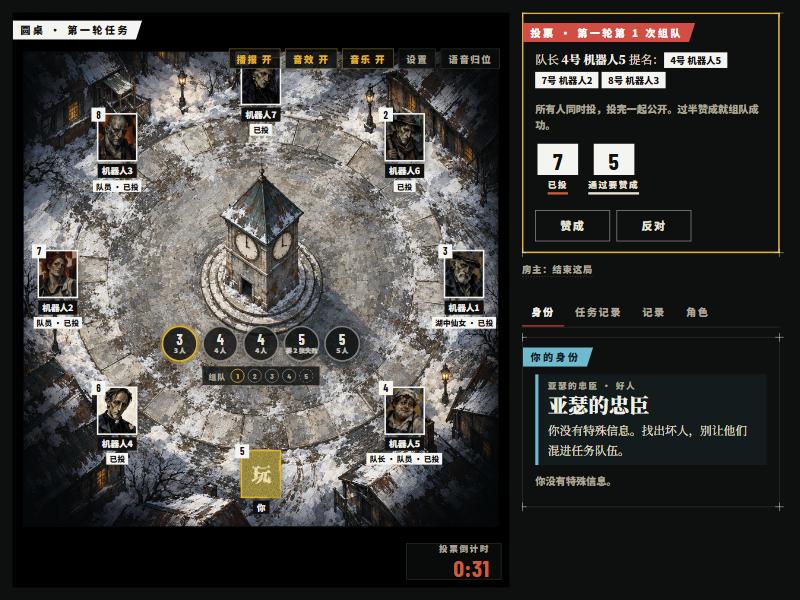 圆桌 · 第一轮任务
播报 开
音效 开
音乐 开
设置
语音归位
机器人7
已投
8
机器人3
队员 · 已投
2
机器人6
已投
7
机器人2
队员 · 已投
3
机器人1
湖中仙女 · 已投
3
3人
4
4人
4
4人
5
5
5人
组队 1 2 3 4 5
6
机器人4
已投
4
机器人5
队长 · 队员 · 已投
5
玩
你
投票倒计时
0:31
投票 · 第一轮第 1 次组队
队长 4号 机器人5 提名： 4号 机器人5
7号 机器人2 8号 机器人3
所有人同时投，投完一起公开。过半赞成就组队成
功。
7 5
已投 通过要赞成
赞成 反对
房主：结束这局
身份 任务记录 记录 角色
你的身份
亚瑟的忠臣 · 好人
亚瑟的忠臣
你没有特殊信息。找出坏人，别让他们
混进任务队伍。
你没有特殊信息。